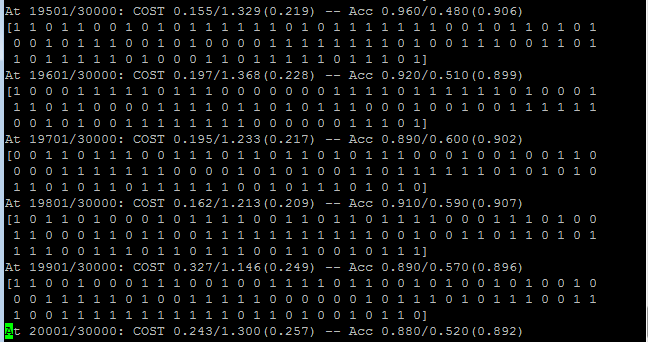 At 19501/30000: COST 0.155/1.329(0.219) -- Acc 0.960/0.480(0.906)
[1 1 0 1 1 0 0 1 0 1 0 1 1 1 1 1 1 1 0 1 0 1 1 1 1 1 1 1 1 0 0 1 1 0 1 0 1
 0 0 1 0 1 1 1 0 0 1 1 0 1 0 1 1 1 1 1 1 1 1 1 1 0 1 0 0 1 1 1 0 0 1 1 0 1
 1 0 1 1 1 1 1 0 1 0 0 0 1 1 0 1 1 1 1 0 1 1 1 1 0 1]
At 19601/30000: COST 0.197/1.368(0.228) -- Acc 0.920/0.510(0.899)
[1 0 0 0 1 1 1 1 0 1 1 1 0 0 0 0 0 0 0 1 1 1 1 1 1 1 1 1 1 1 0 1 0 0 0 1
 1 1 0 1 1 0 0 0 0 1 1 0 1 1 0 1 0 1 1 1 0 0 0 1 0 1 1 1 0 0 1 0 0 1 1 1 1 1
 0 0 1 0 1 0 0 1 1 1 1 1 1 1 1 0 0 0 0 0 1 1 1 0 1]
At 19701/30000: COST 0.195/1.233(0.217) -- Acc 0.890/0.600(0.902)
[0 0 1 1 0 1 1 1 0 0 1 1 1 0 1 1 0 1 1 0 1 0 1 1 1 0 0 0 1 0 0 1 0 0 1 1 0
 0 0 0 1 1 1 1 1 1 1 1 0 0 0 1 0 1 0 1 1 1 1 1 1 1 1 1 0 1 0 1 1 0 1 0 1 0
 1 1 0 1 0 1 1 0 1 1 1 1 1 1 0 0 1 0 1 1 1 0 1 0 1 0]
At 19801/30000: COST 0.162/1.213(0.209) -- Acc 0.910/0.590(0.907)
[1 0 1 1 0 1 1 0 1 0 1 1 1 1 1 0 0 1 1 0 1 1 0 1 1 1 1 0 0 0 1 1 1 0 1 0 0
 1 1 0 1 0 0 1 1 0 0 1 1 0 1 1 1 1 1 1 1 1 1 1 1 0 0 1 1 0 1 1 0 1 0 1
 1 1 1 0 0 1 1 1 0 1 1 0 1 1 1 0 1 1 0 0 1 0 0 1 1 1]
At 19901/30000: COST 0.327/1.146(0.249) -- Acc 0.890/0.570(0.896)
[1 1 0 0 1 0 0 0 1 0 1 1 1 0 1 1 1 0 1 0 1 0 1 1 1 0 0 1 0 1 0 0 1 0 0 1 0
 0 0 1 1 1 1 1 0 1 0 0 1 1 1 0 1 1 1 1 1 1 1 1 0 1 1 0 1 0 1 1 1 0 0 1 1
 1 0 0 1 1 1 1 1 1 1 1 1 1 0 1 1 0 0 1 0 0 1 0 1 1 0]
At 20001/30000: COST 0.243/1.300(0.257) -- Acc 0.880/0.520(0.892)